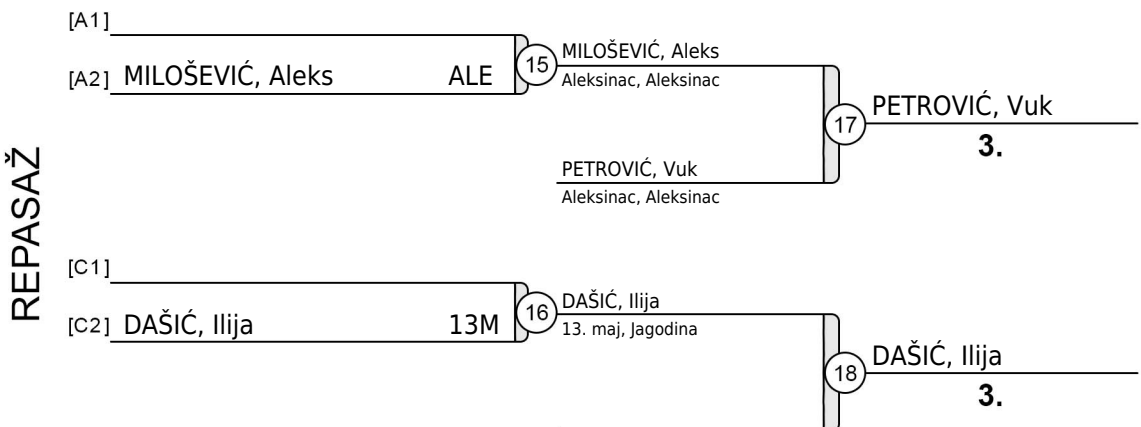 REPASAŽ
[A1]
[A2] MILOŠEVIĆ, Aleks ALE
15
MILOŠEVIĆ, Aleks
Aleksinac, Aleksinac
17
PETROVIĆ, Vuk
3.
PETROVIĆ, Vuk
Aleksinac, Aleksinac
[C1]
[C2] DAŠIĆ, Ilija 13M
16
DAŠIĆ, Ilija
13. maj, Jagodina
18
DAŠIĆ, Ilija
3.